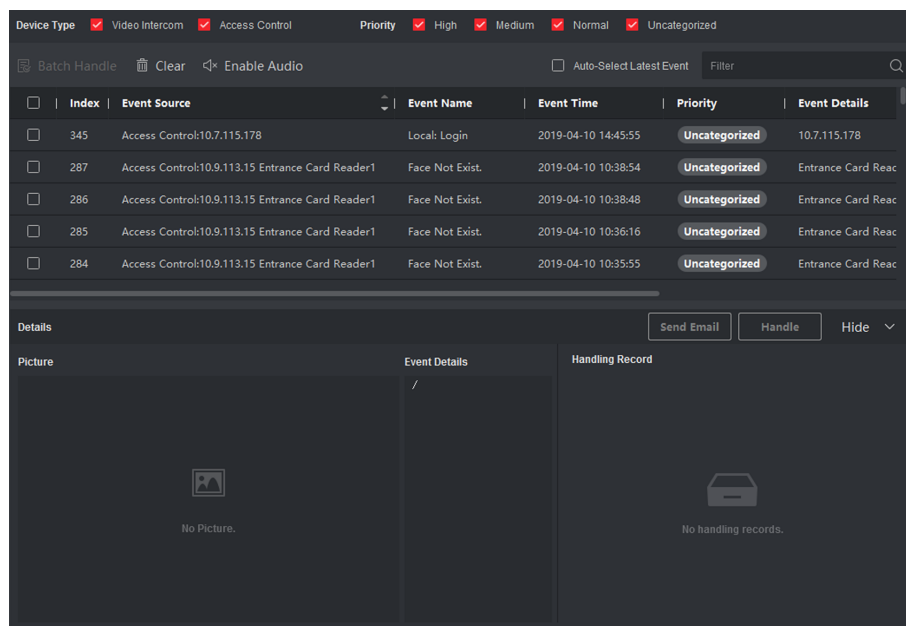 Device Type Video Intercom Access Control Priority High Medium Normal Uncategorized
Batch Handle Clear Enable Audio Auto-Select Latest Event Filter
Index Event Source Event Name Event Time Priority Event Details
345 Access Control:10.7.115.178 Local: Login 2019-04-10 14:45:55 Uncategorized 10.7.115.178
287 Access Control:10.9.113.15 Entrance Card Reader1 Face Not Exist. 2019-04-10 10:38:54 Uncategorized Entrance Card Reac
286 Access Control:10.9.113.15 Entrance Card Reader1 Face Not Exist. 2019-04-10 10:38:48 Uncategorized Entrance Card Reac
285 Access Control:10.9.113.15 Entrance Card Reader1 Face Not Exist. 2019-04-10 10:36:16 Uncategorized Entrance Card Reac
284 Access Control:10.9.113.15 Entrance Card Reader1 Face Not Exist. 2019-04-10 10:35:55 Uncategorized Entrance Card Reac
Details Send Email Handle Hide
Picture Event Details Handling Record
/
No Picture. No handling records.